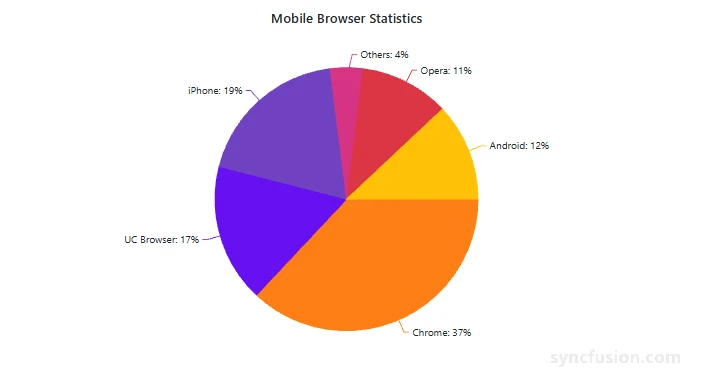 Mobile Browser Statistics
Others: 4%
Opera: 11%
iPhone: 19%
Android: 12%
UC Browser: 17%
Chrome: 37%
syncfusion.com